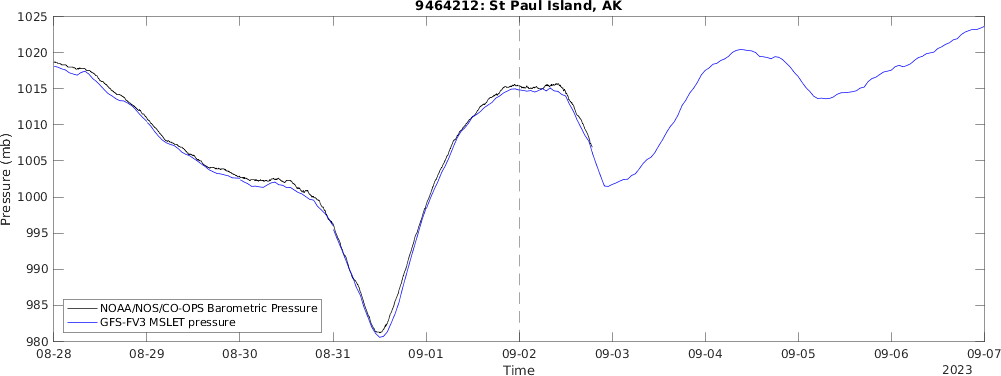 9464212: St Paul Island, AK
Pressure (mb)
1025
1020
1015
1010
1005
1000
995
990
985
980
NOAA/NOS/CO-OPS Barometric Pressure
GFS-FV3 MSLET pressure
08-28 08-29 08-30 08-31 09-01 09-02 09-03 09-04 09-05 09-06 09-07
Time
2023